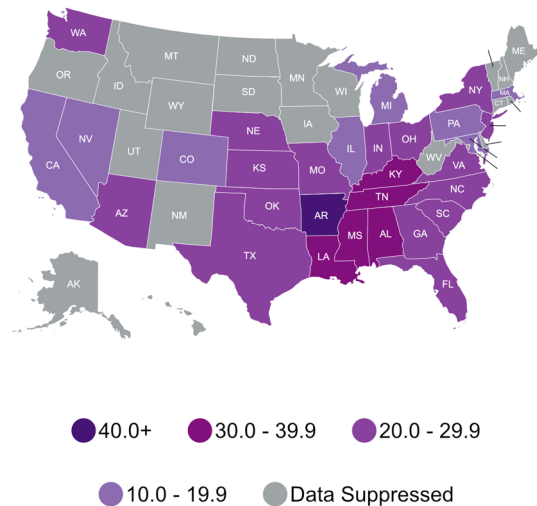 WA
MT
ND
ME
OR
MN
NH
ID
SD
WI
NY
MA
WY
MI
CT
IA
PA
NV
NE
IL
IN
OH
UT
CO
WV
CA
KS
MO
KY
VA
TN
NC
AZ
NM
OK
AR
SC
MS
AL
GA
TX
LA
FL
AK
40.0+
30.0 - 39.9
20.0 - 29.9
10.0 - 19.9
Data Suppressed